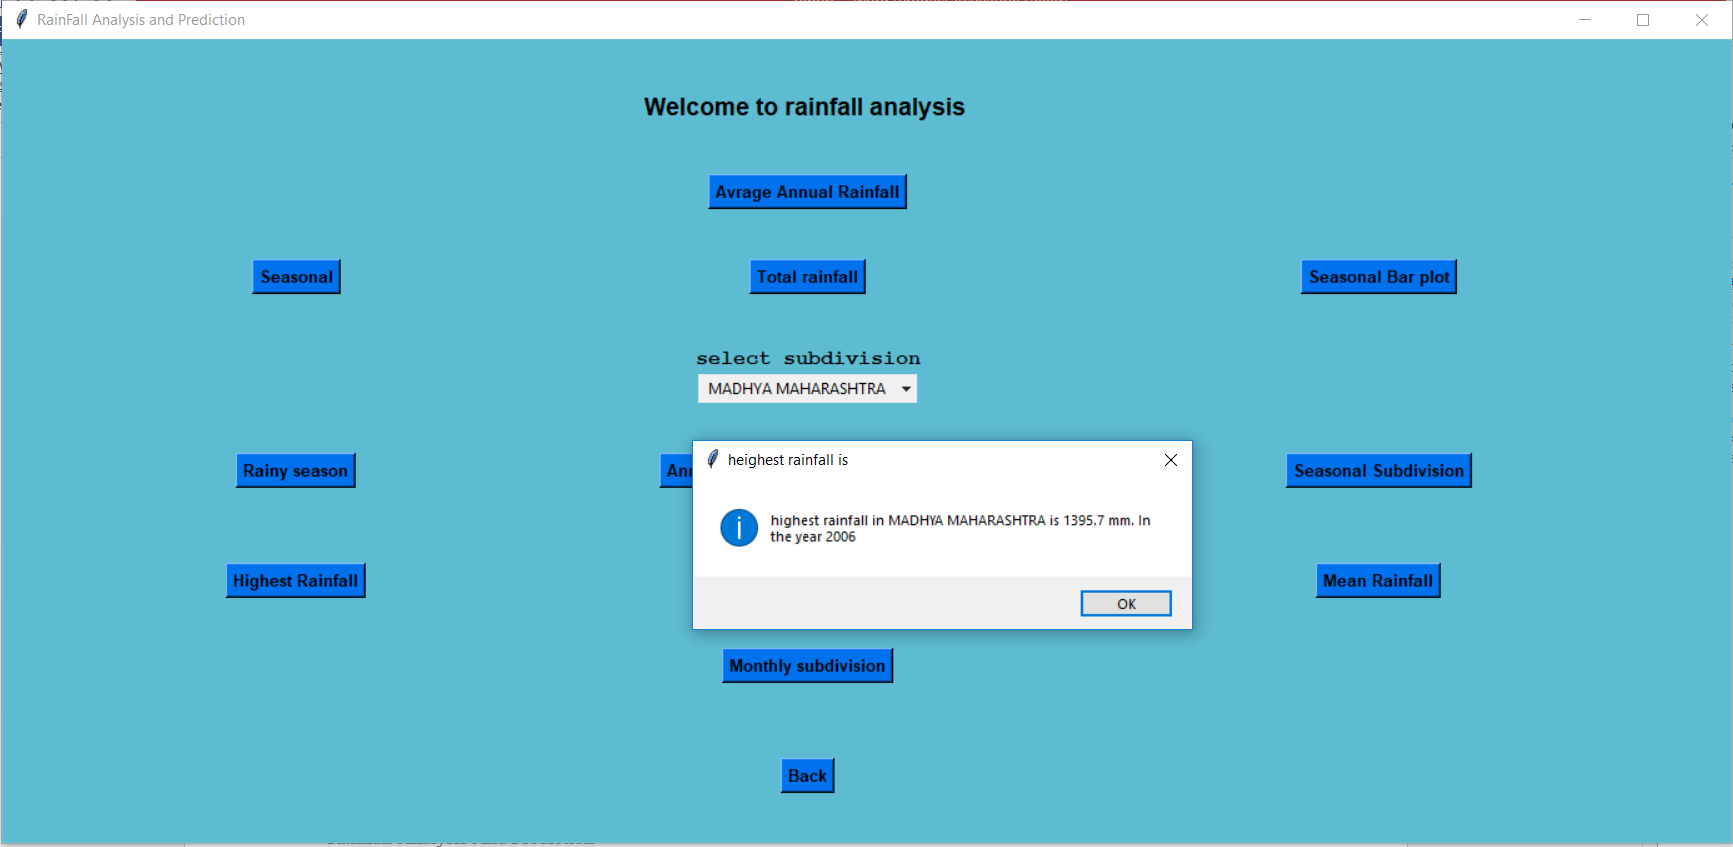 RainFall Analysis and Prediction
Welcome to rainfall analysis
Avrage Annual Rainfall
Seasonal
Total rainfall
Seasonal Bar plot
select subdivision
MADHYA MAHARASHTRA
heighest rainfall is
Rainy season
Seasonal Subdivision
highest rainfall in MADHYA MAHARASHTRA is 1395.7 mm. In
the year 2006
Highest Rainfall
Mean Rainfall
OK
Monthly subdivision
Back